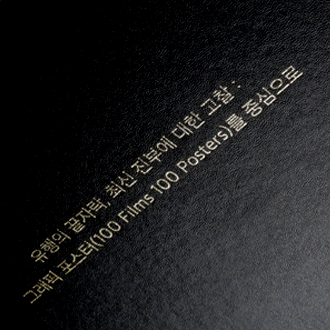 유행의 끝자락, 최신 진부에 대한 고찰 :
그래픽 포스터(100 Films 100 Posters)를 중심으로